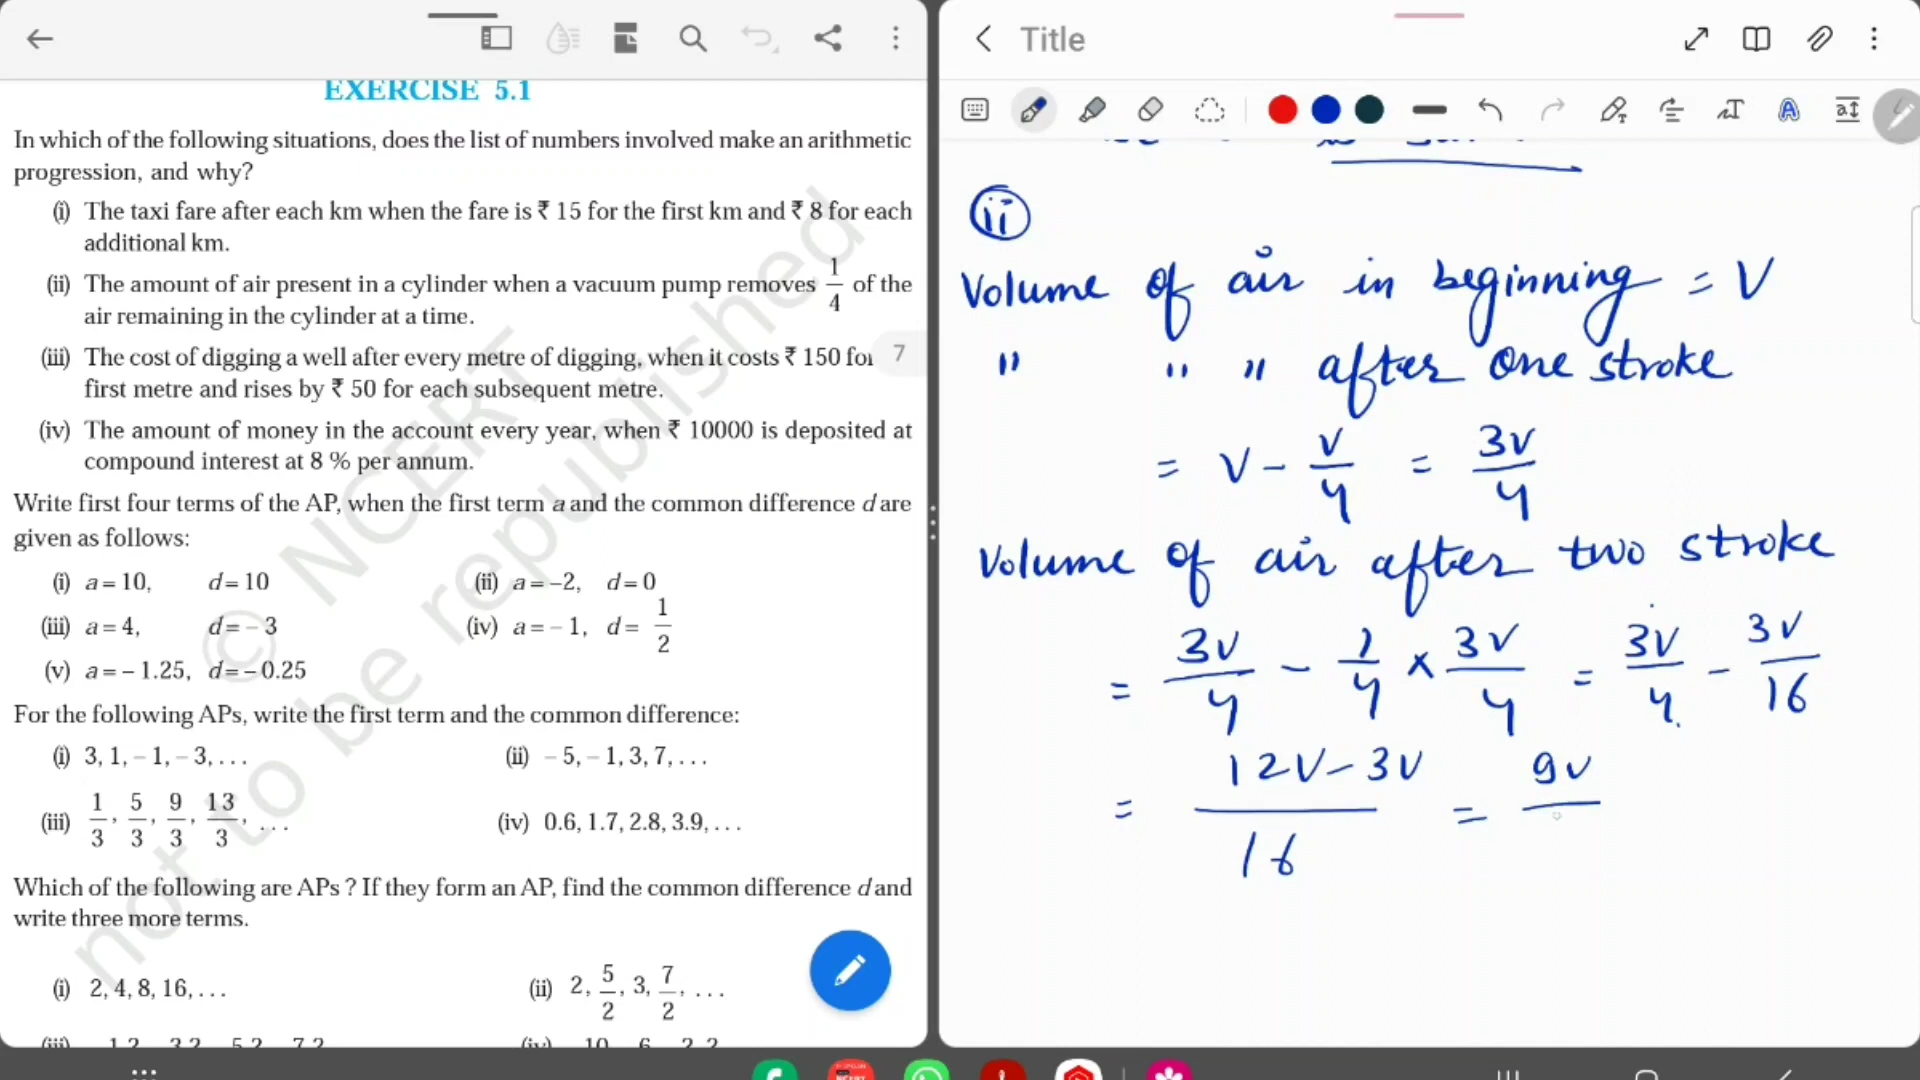 EXERCISE 5.1
In which of the following situations, does the list of numbers involved make an arithmetic
progression, and why?
(i) The taxi fare after each km when the fare is ₹ 15 for the first km and ₹ 8 for each
additional km.
(ii) The amount of air present in a cylinder when a vacuum pump removes 1/4 of the
air remaining in the cylinder at a time.
(iii) The cost of digging a well after every metre of digging, when it costs ₹ 150 for
first metre and rises by ₹ 50 for each subsequent metre.
7
(iv) The amount of money in the account every year, when ₹ 10000 is deposited at
compound interest at 8 % per annum.
Write first four terms of the AP, when the first term a and the common difference d are
given as follows:
(i) a = 10, d = 10 (ii) a = –2, d = 0
(iii) a = 4, d = – 3 (iv) a = – 1, d = 1/2
(v) a = – 1.25, d = – 0.25
For the following APs, write the first term and the common difference:
(i) 3, 1, – 1, – 3, . . . (ii) – 5, – 1, 3, 7, . . .
(iii) 1/3, 5/3, 9/3, 13/3, . . . (iv) 0.6, 1.7, 2.8, 3.9, . . .
Which of the following are APs ? If they form an AP, find the common difference d and
write three more terms.
(i) 2, 4, 8, 16, . . . (ii) 2, 5/2, 3, 7/2, . . .
© NCERT
not to be republished
Title
ii
Volume of air in beginning = V
" " " after one stroke
= V - V/4 = 3V/4
Volume of air after two stroke
= 3V/4 - 1/4 × 3V/4 = 3V/4 - 3V/16
= 12V - 3V / 16 = 9V